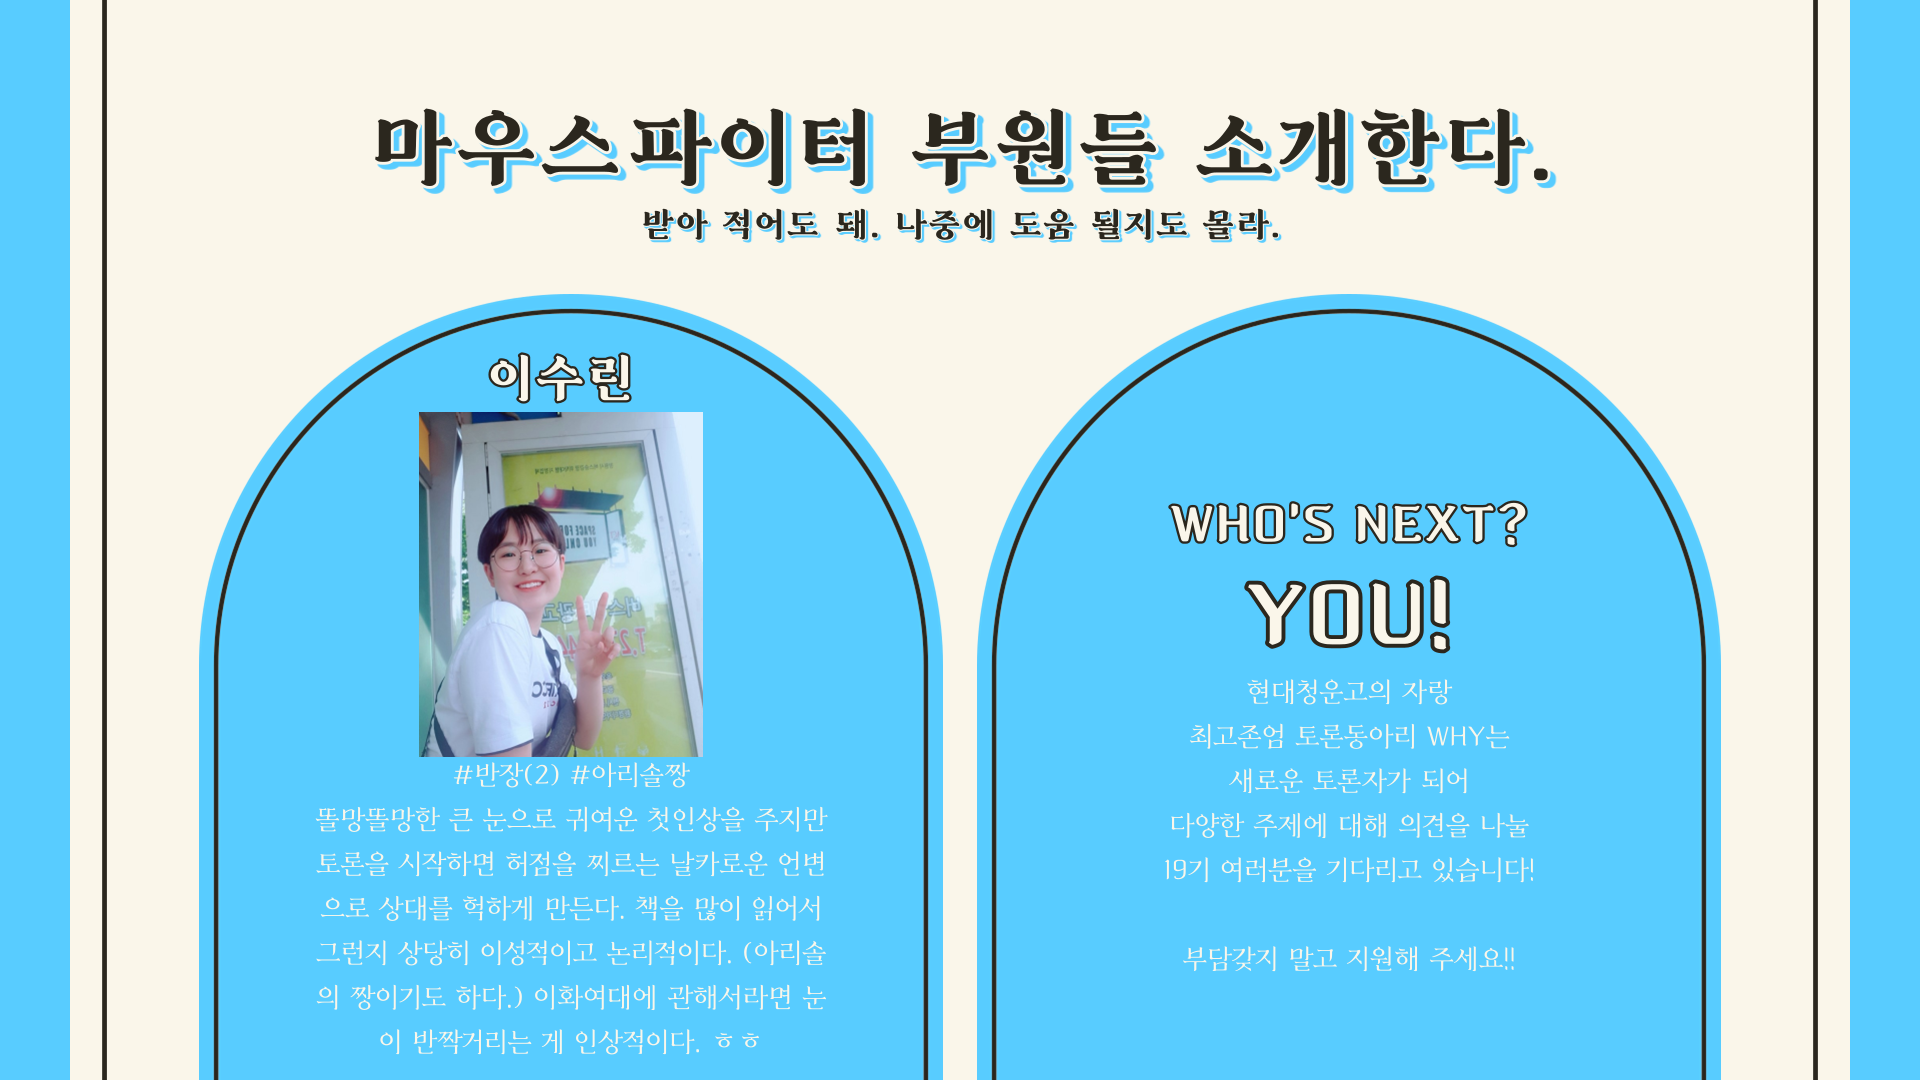 마우스파이터 부원들 소개한다.
받아 적어도 돼. 나중에 도움 될지도 몰라.
이수린
#반장(2) #아리솔짱
똘망똘망한 큰 눈으로 귀여운 첫인상을 주지만
토론을 시작하면 허점을 찌르는 날카로운 언변
으로 상대를 헉하게 만든다. 책을 많이 읽어서
그런지 상당히 이성적이고 논리적이다. (아리솔
의 짱이기도 하다.) 이화여대에 관해서라면 눈
이 반짝거리는 게 인상적이다. ㅎㅎ
WHO'S NEXT?
YOU!
현대청운고의 자랑
최고존엄 토론동아리 WHY는
새로운 토론자가 되어
다양한 주제에 대해 의견을 나눌
19기 여러분을 기다리고 있습니다!
부담갖지 말고 지원해 주세요!!